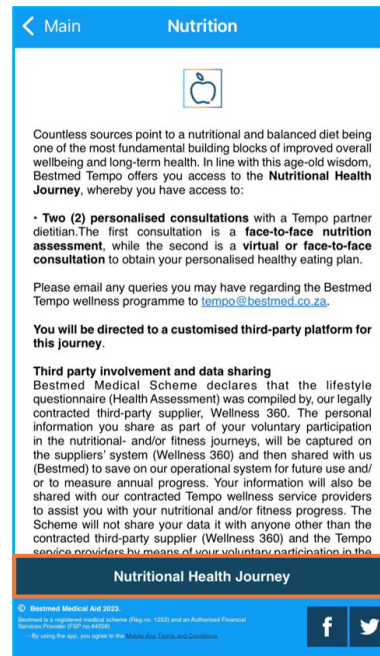 Main
Nutrition
Countless sources point to a nutritional and balanced diet being
one of the most fundamental building blocks of improved overall
wellbeing and long-term health. In line with this age-old wisdom,
Bestmed Tempo offers you access to the Nutritional Health
Journey, whereby you have access to:
· Two (2) personalised consultations with a Tempo partner
dietitian.The first consultation is a face-to-face nutrition
assessment, while the second is a virtual or face-to-face
consultation to obtain your personalised healthy eating plan.
Please email any queries you may have regarding the Bestmed
Tempo wellness programme to tempo@bestmed.co.za.
You will be directed to a customised third-party platform for
this journey.
Third party involvement and data sharing
Bestmed Medical Scheme declares that the lifestyle
questionnaire (Health Assessment) was compiled by, our legally
contracted third-party supplier, Wellness 360. The personal
information you share as part of your voluntary participation
in the nutritional- and/or fitness journeys, will be captured on
the suppliers' system (Wellness 360) and then shared with us
(Bestmed) to save on our operational system for future use and/
or to measure annual progress. Your information will also be
shared with our contracted Tempo wellness service providers
to assist you with your nutritional and/or fitness progress. The
Scheme will not share your data it with anyone other than the
contracted third-party supplier (Wellness 360) and the Tempo
service providers by means of your voluntary participation in the
Nutritional Health Journey
© Bestmed Medical Aid 2023.
Bestmed is a registered medical scheme (Reg.no. 1252) and an Authorised Financial
Services Provider (FSP no.44058)
- By using the app, you agree to the Mobile App Terms and Conditions.